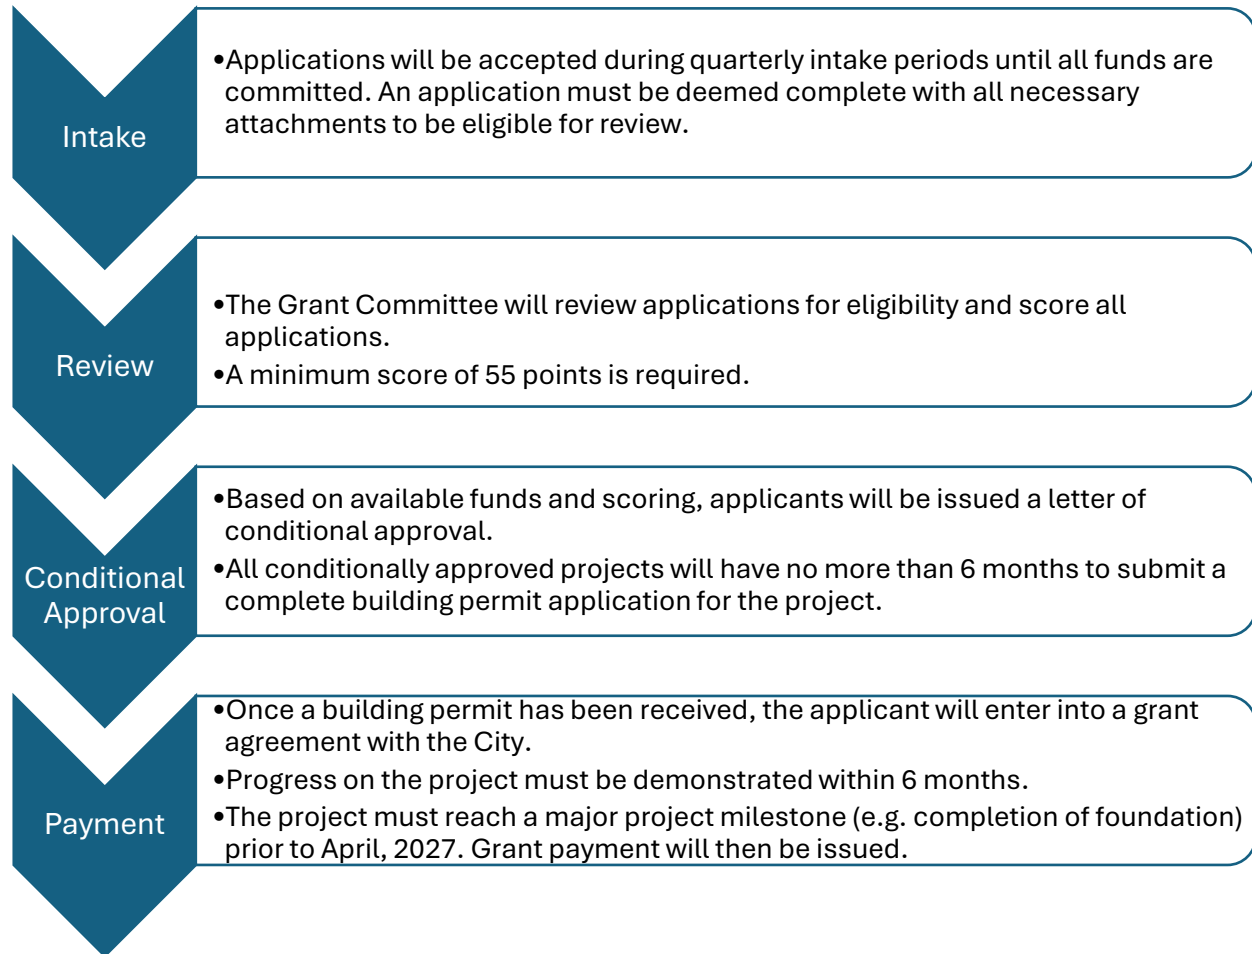 Intake
•Applications will be accepted during quarterly intake periods until all funds are
committed. An application must be deemed complete with all necessary
attachments to be eligible for review.
Review
•The Grant Committee will review applications for eligibility and score all
applications.
•A minimum score of 55 points is required.
Conditional
Approval
•Based on available funds and scoring, applicants will be issued a letter of
conditional approval.
•All conditionally approved projects will have no more than 6 months to submit a
complete building permit application for the project.
Payment
•Once a building permit has been received, the applicant will enter into a grant
agreement with the City.
•Progress on the project must be demonstrated within 6 months.
•The project must reach a major project milestone (e.g. completion of foundation)
prior to April, 2027. Grant payment will then be issued.